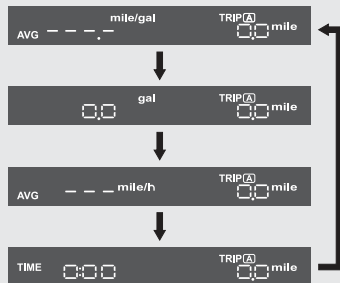 mile/gal TRIP A
AVG ---.- 0.0 mile
gal TRIP A
0.0 0.0 mile
TRIP A
AVG --- mile/h 0.0 mile
TRIP A
TIME 0:00 0.0 mile